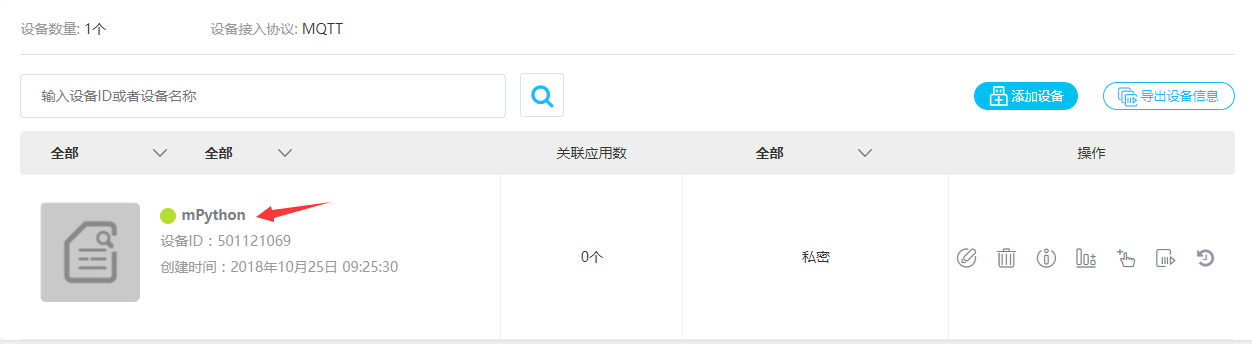 设备数量: 1个 设备接入协议: MQTT
输入设备ID或者设备名称 添加设备 导出设备信息
全部 全部 关联应用数 全部 操作
mPython
设备ID：501121069
创建时间：2018年10月25日 09:25:30
0个 私密